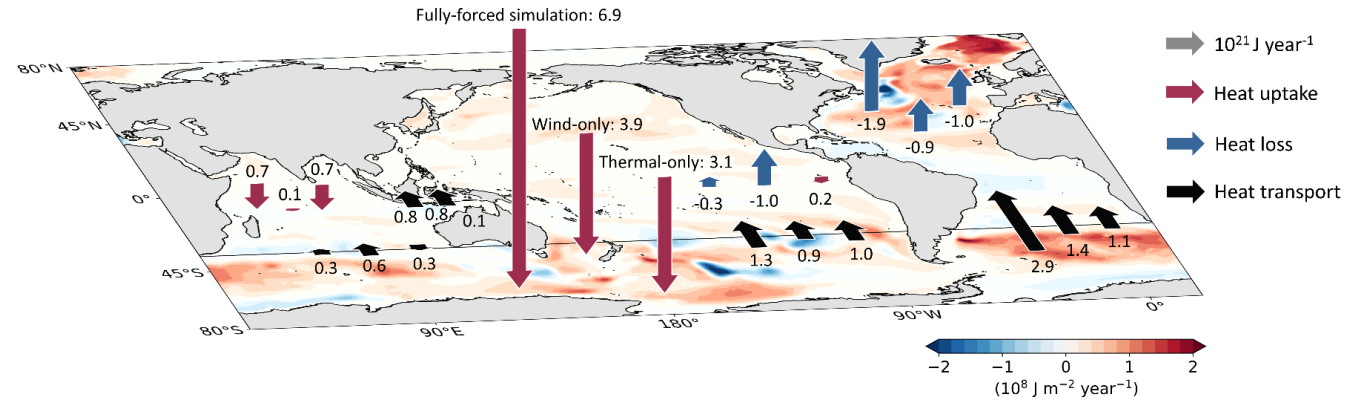 Fully-forced simulation: 6.9
80°N
10²¹ J year⁻¹
Heat uptake
45°N
Wind-only: 3.9
-1.9
-1.0
Heat loss
-0.9
Thermal-only: 3.1
0.7
0.7
0.1
0°
-0.3
-1.0
0.2
Heat transport
0.8
0.8
0.1
45°S
0.3
0.6
0.3
1.3
0.9
1.0
2.9
1.4
1.1
80°S
90°E
180°
90°W
0°
−2
−1
0
1
2
(10⁸ J m⁻² year⁻¹)